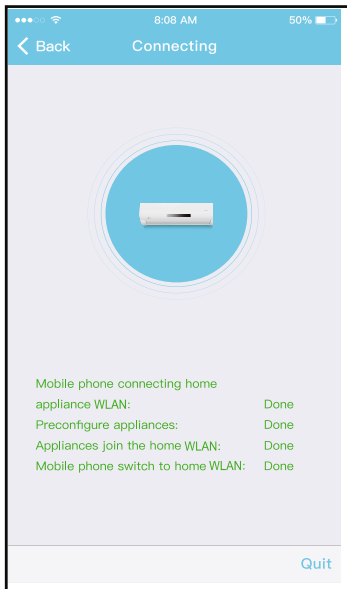 8:08 AM 50%
Back Connecting
Mobile phone connecting home
appliance WLAN: Done
Preconfigure appliances: Done
Appliances join the home WLAN: Done
Mobile phone switch to home WLAN: Done
Quit